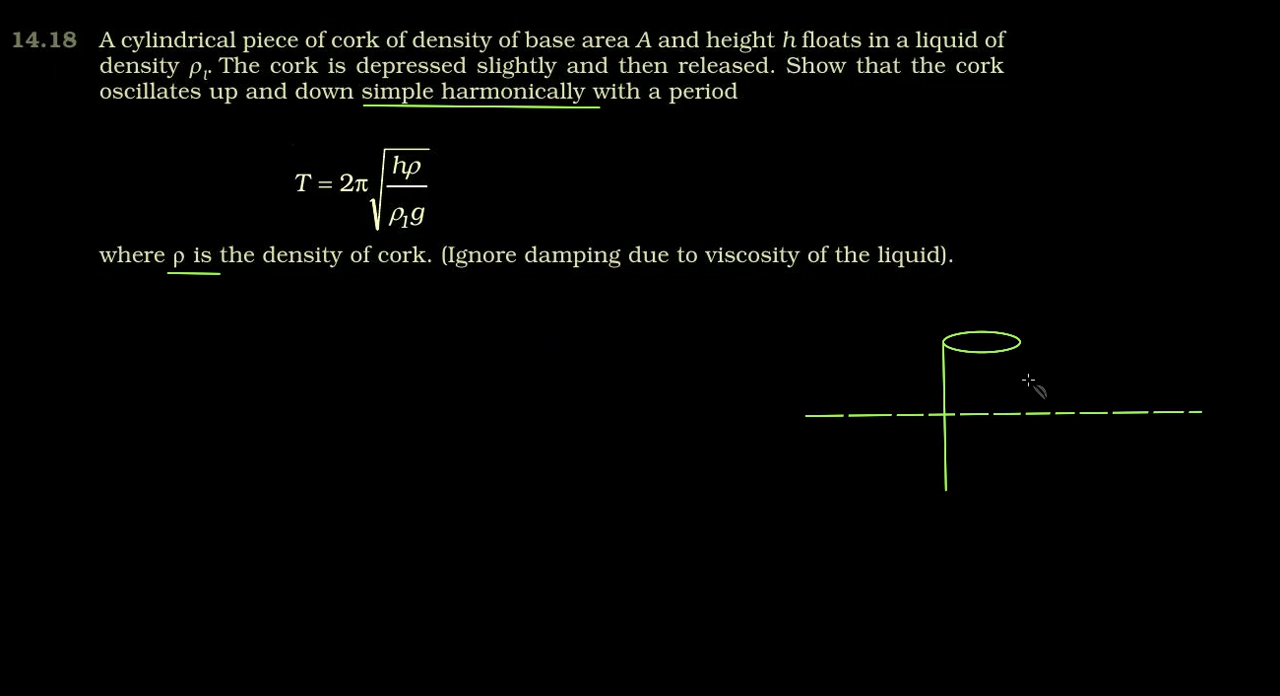 14.18 A cylindrical piece of cork of density of base area A and height h floats in a liquid of
density ρₗ. The cork is depressed slightly and then released. Show that the cork
oscillates up and down simple harmonically with a period
T = 2π √(hρ / ρ₁g)
where ρ is the density of cork. (Ignore damping due to viscosity of the liquid).